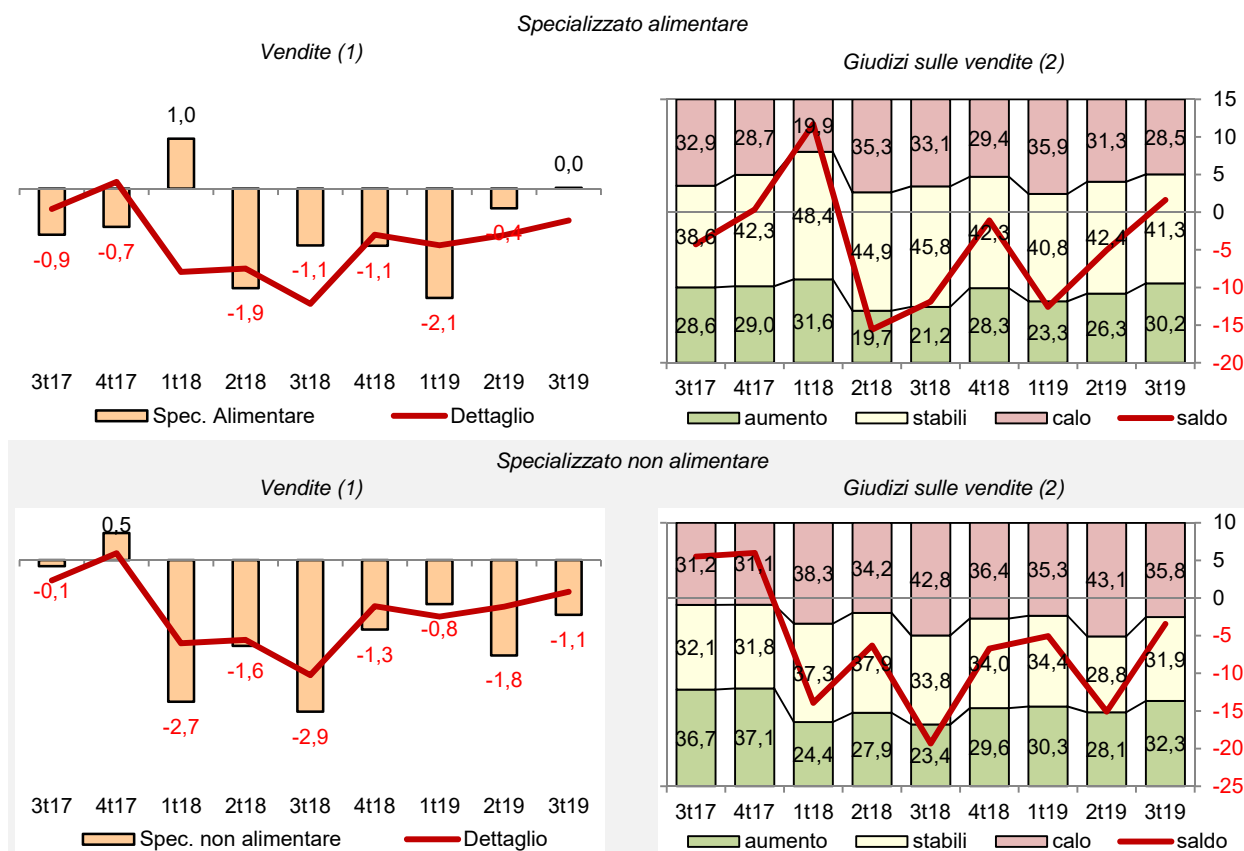 Specializzato alimentare
Vendite (1)
1,0
0,0
-0,9
-0,7
-1,9
-1,1
-1,1
-2,1
-0,4
3t17 4t17 1t18 2t18 3t18 4t18 1t19 2t19 3t19
Spec. Alimentare Dettaglio
Giudizi sulle vendite (2)
32,9 28,7 19,9 35,3 33,1 29,4 35,9 31,3 28,5
38,6 42,3 48,4 44,9 45,8 42,3 40,8 42,4 41,3
28,6 29,0 31,6 19,7 21,2 28,3 23,3 26,3 30,2
15
10
5
0
-5
-10
-15
-20
3t17 4t17 1t18 2t18 3t18 4t18 1t19 2t19 3t19
aumento stabili calo saldo
Specializzato non alimentare
Vendite (1)
0,5
-0,1
-2,7
-1,6
-2,9
-1,3
-0,8
-1,8
-1,1
3t17 4t17 1t18 2t18 3t18 4t18 1t19 2t19 3t19
Spec. non alimentare Dettaglio
Giudizi sulle vendite (2)
31,2 31,1 38,3 34,2 42,8 36,4 35,3 43,1 35,8
32,1 31,8 37,3 37,9 33,8 34,0 34,4 28,8 31,9
36,7 37,1 24,4 27,9 23,4 29,6 30,3 28,1 32,3
10
5
0
-5
-10
-15
-20
-25
3t17 4t17 1t18 2t18 3t18 4t18 1t19 2t19 3t19
aumento stabili calo saldo